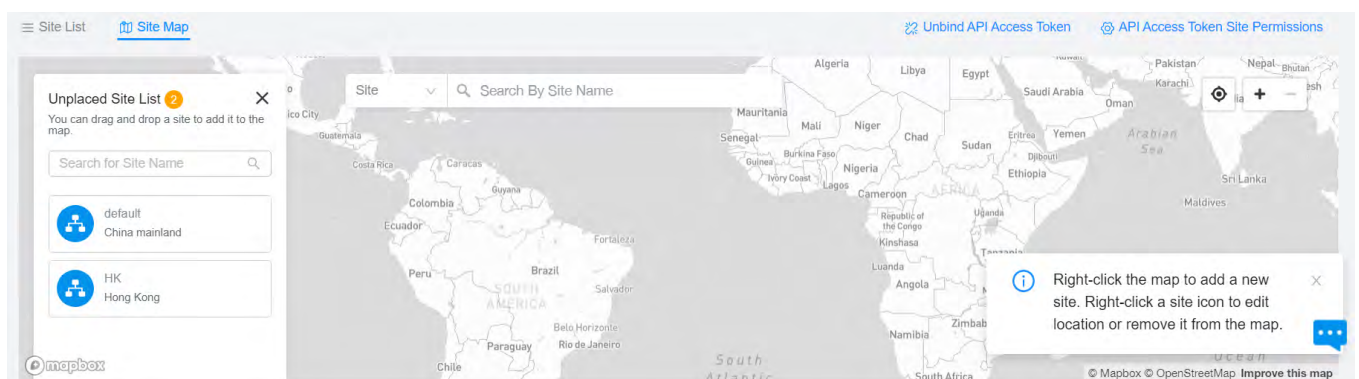 Site List
Site Map
Unbind API Access Token
API Access Token Site Permissions
Unplaced Site List 2
You can drag and drop a site to add it to the
map.
Search for Site Name
default
China mainland
HK
Hong Kong
Site
Search By Site Name
ico City
Guatemala
Costa Rica
Caracas
Guyana
Colombia
Ecuador
Fortaleza
Peru
Brazil
SOUTH
AMERICA
Salvador
Belo Horizonte
Paraguay
Rio de Janeiro
Chile
South
Atlantic
Algeria
Libya
Egypt
Kuwait
Pakistan
Nepal
Bhutan
Saudi Arabia
Karachi
Oman
Mauritania
Mali
Niger
Senegal
Chad
Sudan
Eritrea
Yemen
Arabian
Sea
Burkina Faso
Guinea
Djibouti
Nigeria
Ivory Coast
Lagos
Ethiopia
Sri Lanka
Cameroon
AFRICA
Maldives
Republic of
the Congo
Uganda
Kinshasa
Tanzania
Luanda
Angola
Zimbab
Namibia
South Africa
Right-click the map to add a new
site. Right-click a site icon to edit
location or remove it from the map.
Ocean
mapbox
© Mapbox © OpenStreetMap Improve this map